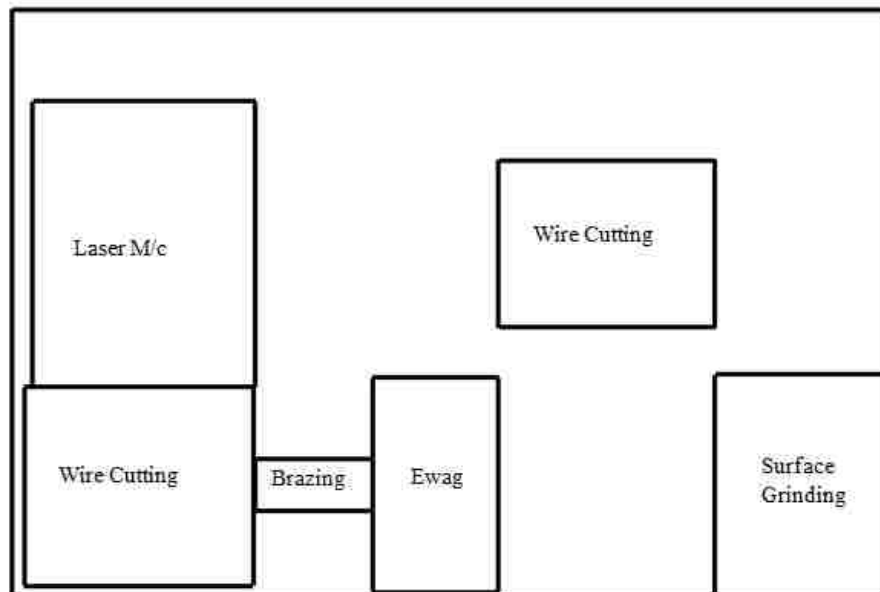 Wire Cutting
Laser M/c
Wire Cutting
Brazing
Ewag
Surface
Grinding